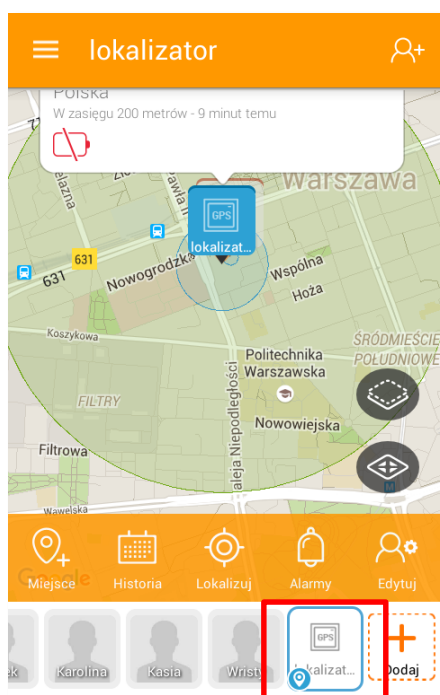 lokalizator
Polska
W zasięgu 200 metrów - 9 minut temu
Warszawa
GPS
lokalizat...
631
631
Nowogrodzka
Wspólna
Hoża
Koszykowa
ŚRÓDMIEŚCIE
POŁUDNIOWE
Politechnika
Warszawska
FILTRY
Nowowiejska
aleja Niepodległości
Filtrowa
Wawelska
M
Miejsce
Historia
Lokalizuj
Alarmy
Edytuj
Google
Karolina
Kasia
GPS
lokalizat...
Dodaj